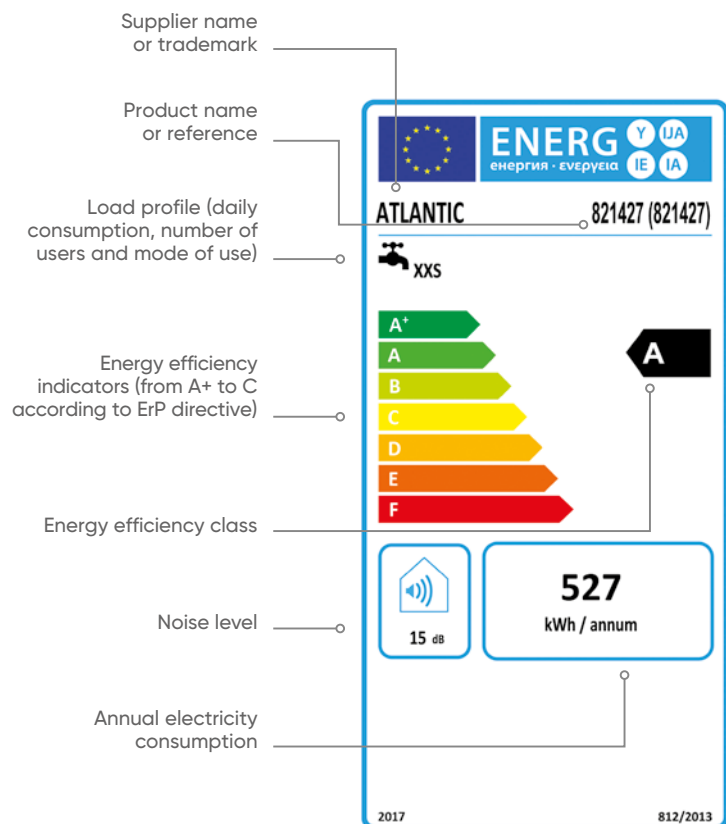 Supplier name
or trademark
Product name
or reference
Load profile (daily
consumption, number of
users and mode of use)
Energy efficiency
indicators (from A+ to C
according to ErP directive)
Energy efficiency class
Noise level
Annual electricity
consumption
ENERG Y IJA
енергия · ενεργεια IE IA
ATLANTIC 821427 (821427)
XXS
A+
A A
B
C
D
E
F
527
kWh / annum
15 dB
2017 812/2013